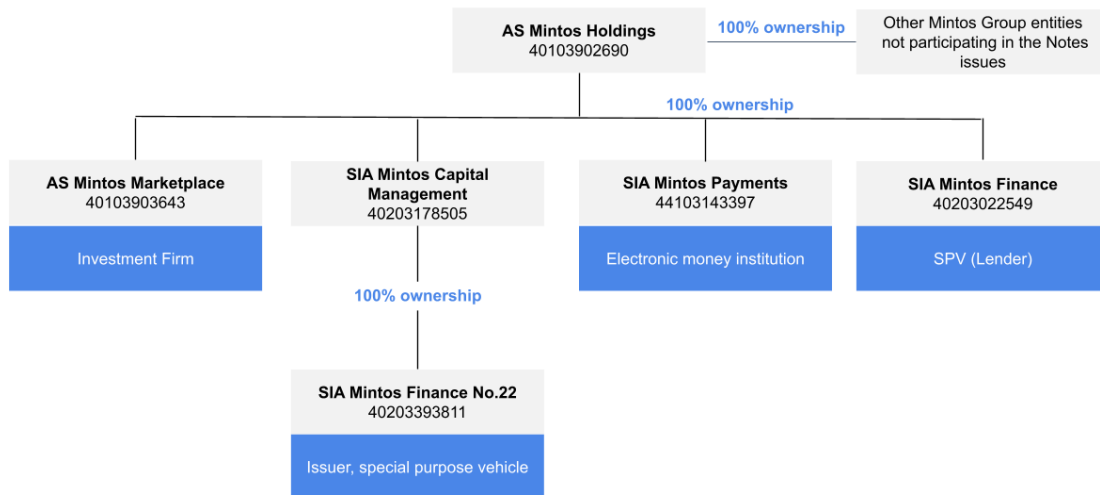 AS Mintos Holdings
40103902690
100% ownership
Other Mintos Group entities
not participating in the Notes
issues
100% ownership
AS Mintos Marketplace
40103903643
Investment Firm
SIA Mintos Capital
Management
40203178505
SIA Mintos Payments
44103143397
Electronic money institution
SIA Mintos Finance
40203022549
SPV (Lender)
100% ownership
SIA Mintos Finance No.22
40203393811
Issuer, special purpose vehicle